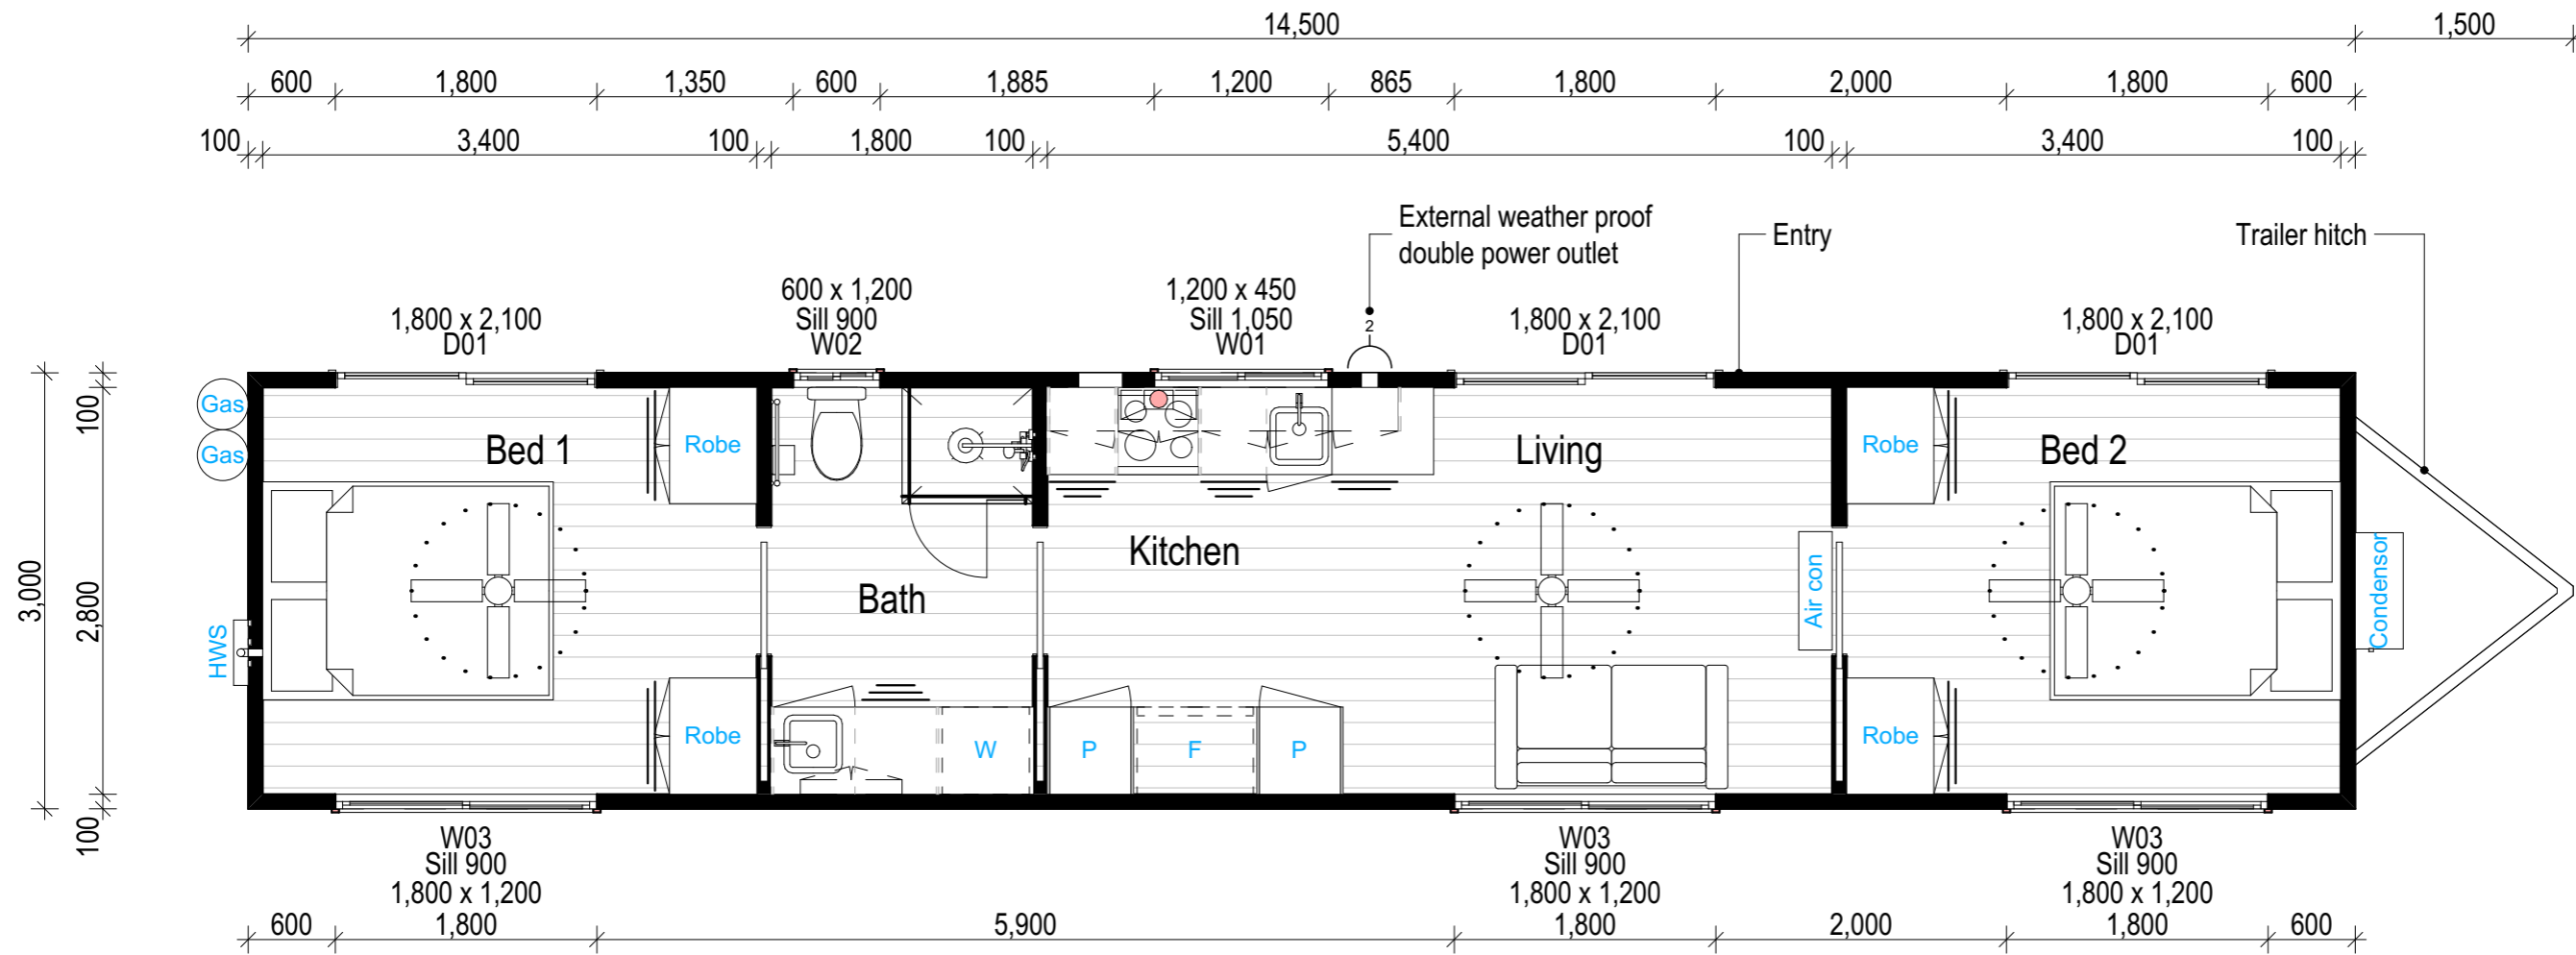 14,500
1,500
600
1,800
1,350
600
1,885
1,200
865
1,800
2,000
1,800
600
100
3,400
100
1,800
100
5,400
100
3,400
100
External weather proof
double power outlet
Entry
Trailer hitch
1,800 x 2,100
D01
600 x 1,200
Sill 900
W02
1,200 x 450
Sill 1,050
W01
2
1,800 x 2,100
D01
1,800 x 2,100
D01
3,000
100
2,800
100
Gas
Gas
HWS
Bed 1
Robe
Robe
Bath
W
Kitchen
P
F
P
Living
Air con
Robe
Robe
Bed 2
Condensor
W03
Sill 900
1,800 x 1,200
W03
Sill 900
1,800 x 1,200
W03
Sill 900
1,800 x 1,200
600
1,800
5,900
1,800
2,000
1,800
600